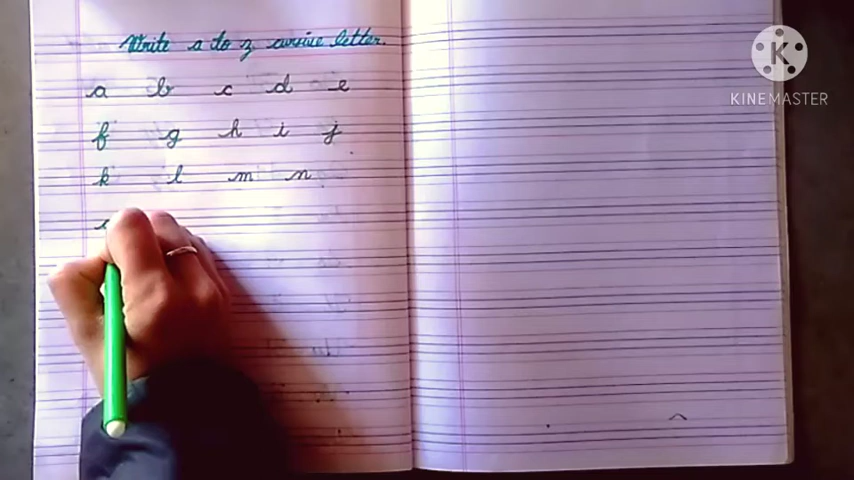 Write a to z cursive letter.
a b c d e
f g h i j
k l m n
K
KINEMASTER